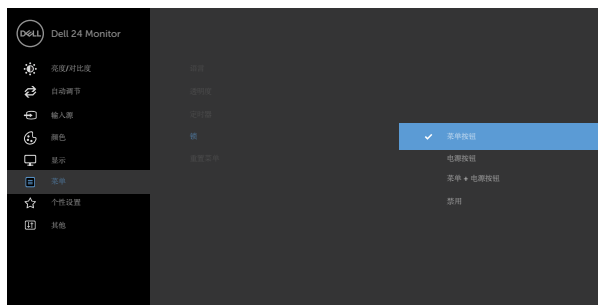 DELL Dell 24 Monitor
亮度/对比度
自动调节
输入源
颜色
显示
菜单
个性设置
其他
语言
透明度
定时器
锁
重置菜单
菜单按钮
电源按钮
菜单 + 电源按钮
禁用